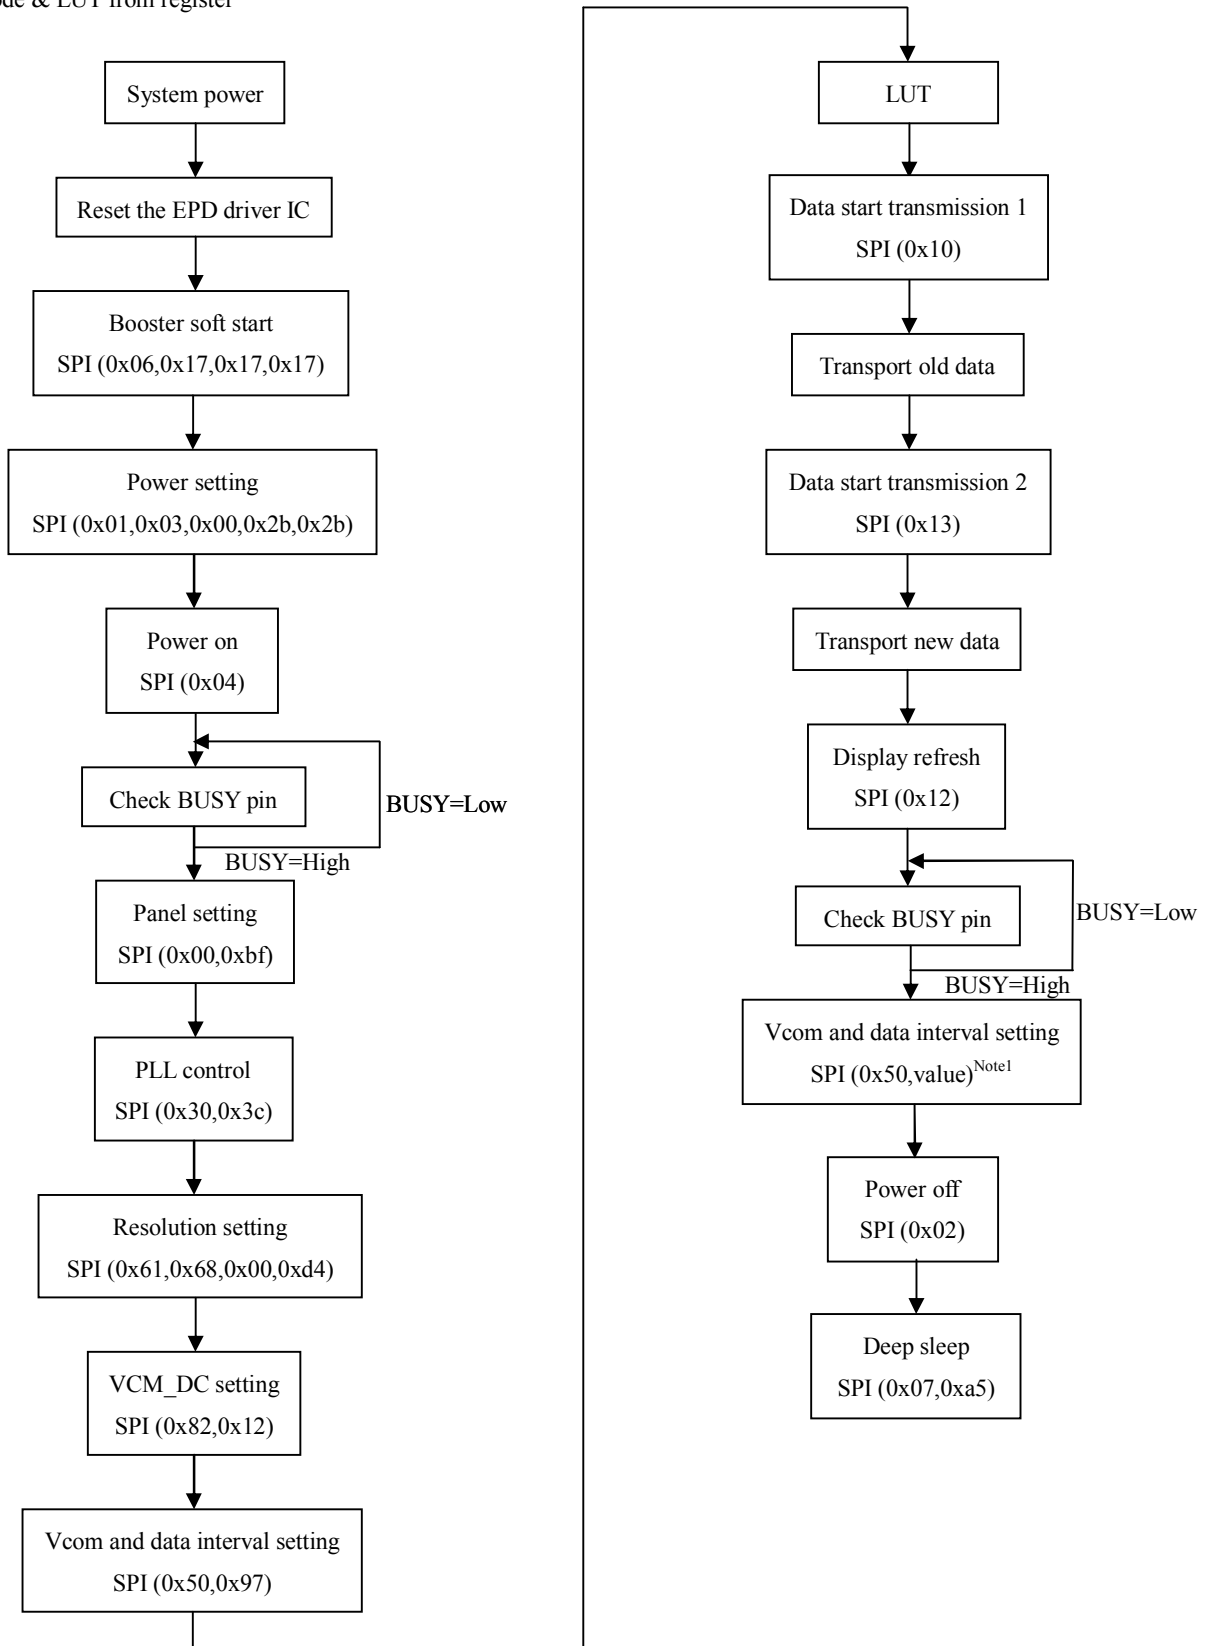 & LUT from register
System power
Reset the EPD driver IC
Booster soft start
SPI (0x06,0x17,0x17,0x17)
Power setting
SPI (0x01,0x03,0x00,0x2b,0x2b)
Power on
SPI (0x04)
Check BUSY pin
BUSY=Low
BUSY=High
Panel setting
SPI (0x00,0xbf)
PLL control
SPI (0x30,0x3c)
Resolution setting
SPI (0x61,0x68,0x00,0xd4)
VCM_DC setting
SPI (0x82,0x12)
Vcom and data interval setting
SPI (0x50,0x97)
LUT
Data start transmission 1
SPI (0x10)
Transport old data
Data start transmission 2
SPI (0x13)
Transport new data
Display refresh
SPI (0x12)
Check BUSY pin
BUSY=Low
BUSY=High
Vcom and data interval setting
SPI (0x50,value)Note1
Power off
SPI (0x02)
Deep sleep
SPI (0x07,0xa5)